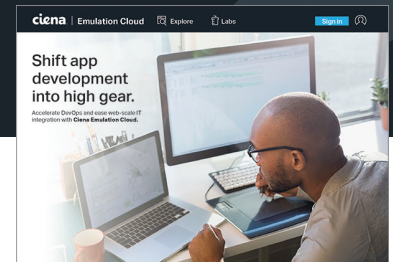 ciena | Emulation Cloud Explore Labs Sign In
Shift app
development
into high gear.
Accelerate DevOps and ease web-scale IT
integration with Ciena Emulation Cloud.